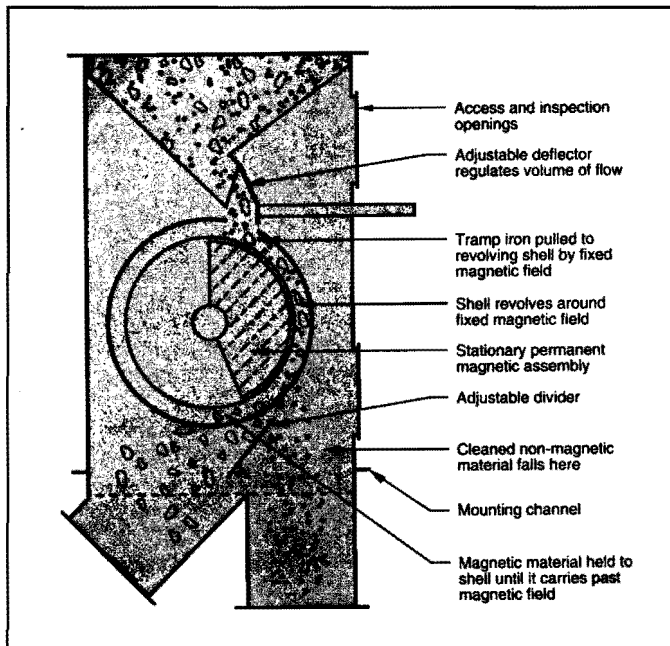 Access and inspection
openings
Adjustable deflector
regulates volume of flow
Tramp iron pulled to
revolving shell by fixed
magnetic field
Shell revolves around
fixed magnetic field
Stationary permanent
magnetic assembly
Adjustable divider
Cleaned non-magnetic
material falls here
Mounting channel
Magnetic material held to
shell until it carries past
magnetic field